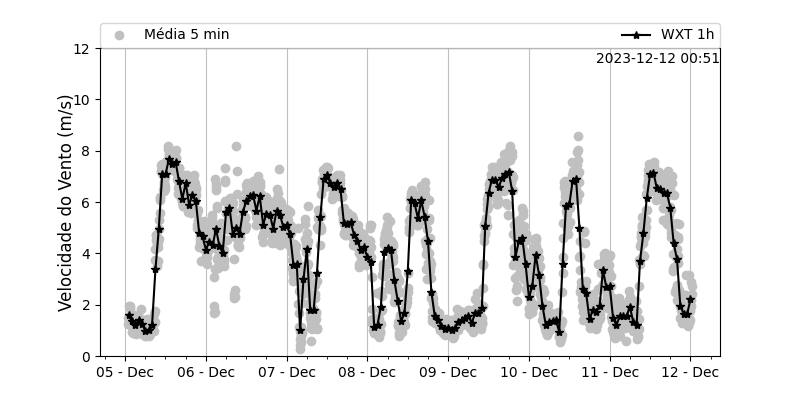 Média 5 min
WXT 1h
2023-12-12 00:51
Velocidade do Vento (m/s)
12
10
8
6
4
2
0
05 - Dec
06 - Dec
07 - Dec
08 - Dec
09 - Dec
10 - Dec
11 - Dec
12 - Dec